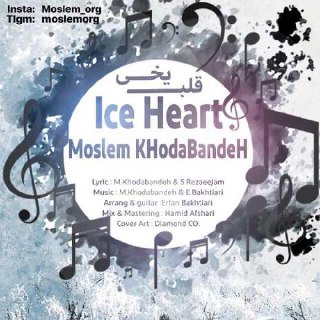 Insta: Moslem_org
Tlgm: moslemorg
قلب یخی
Ice Heart
Moslem KHodaBandeH
Lyric : M.Khodabandeh & S.Rezaeejam
Music : M.Khodabandeh & E.Bakhtiari
Arrang & guitar :Erfan Bakhtiari
Mix & Mastering : Hamid Afshari
Cover Art : Diamond CO.